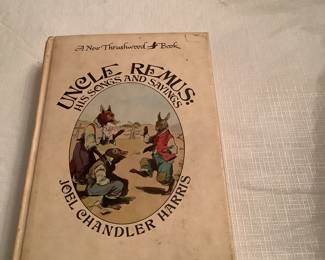 A New Thrushwood Book
UNCLE REMUS:
HIS SONGS AND SAYINGS
JOEL CHANDLER HARRIS